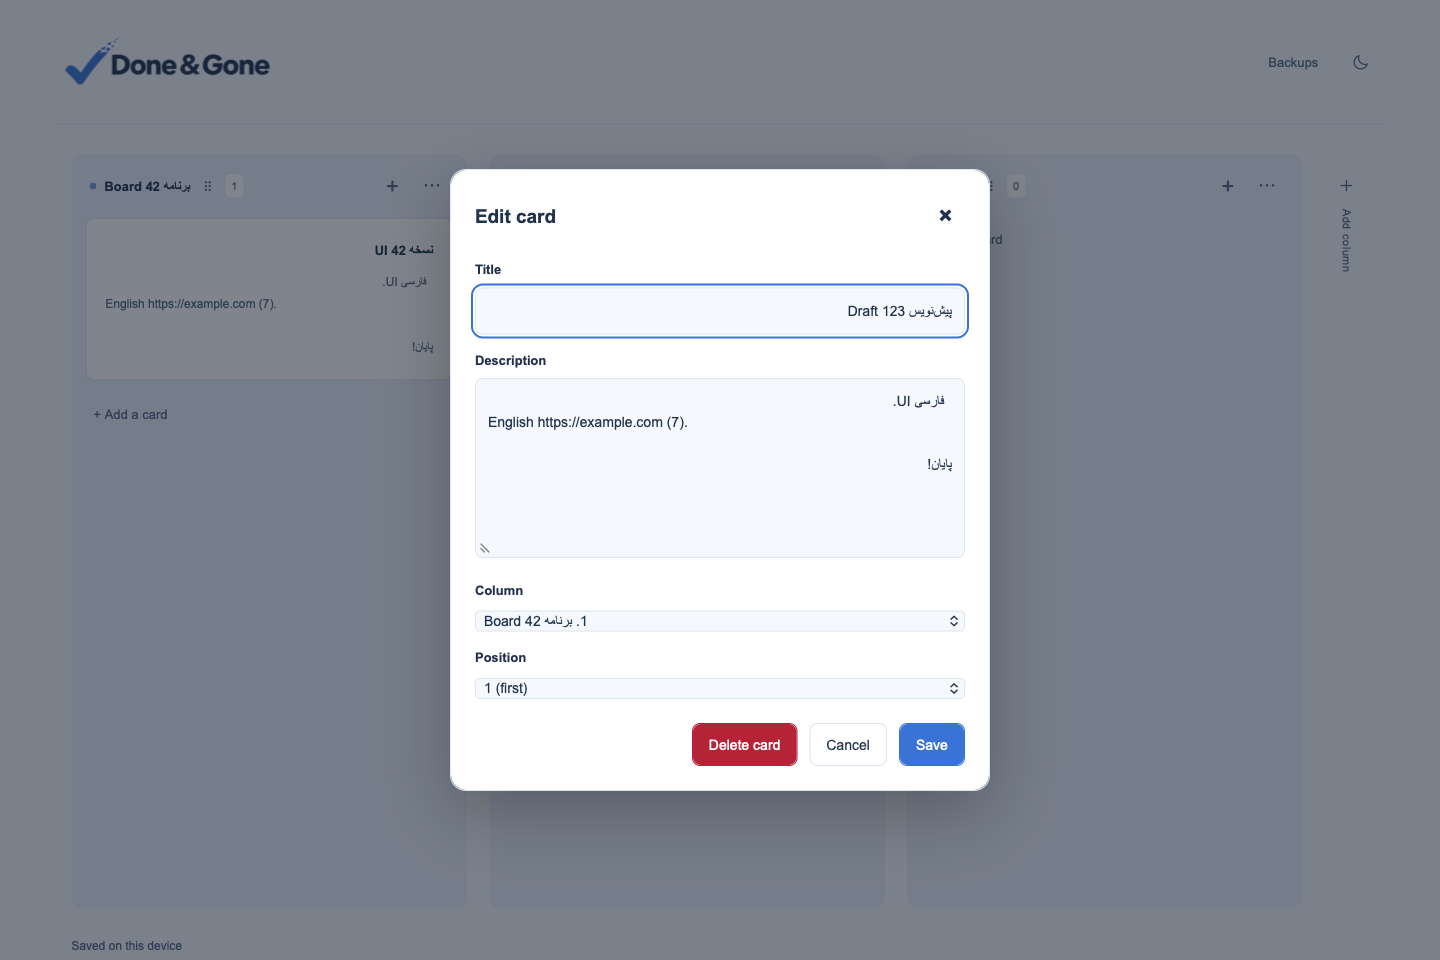 Done & Gone
Backups
برنامه Board 42
1
نسخه UI 42
فارسی UI.
English https://example.com (7).
پایان!
+ Add a card
0
Add column
Edit card
Title
پیش‌نویس Draft 123
Description
فارسی UI.
English https://example.com (7).
پایان!
Column
1. برنامه Board 42
Position
1 (first)
Delete card
Cancel
Save
Saved on this device